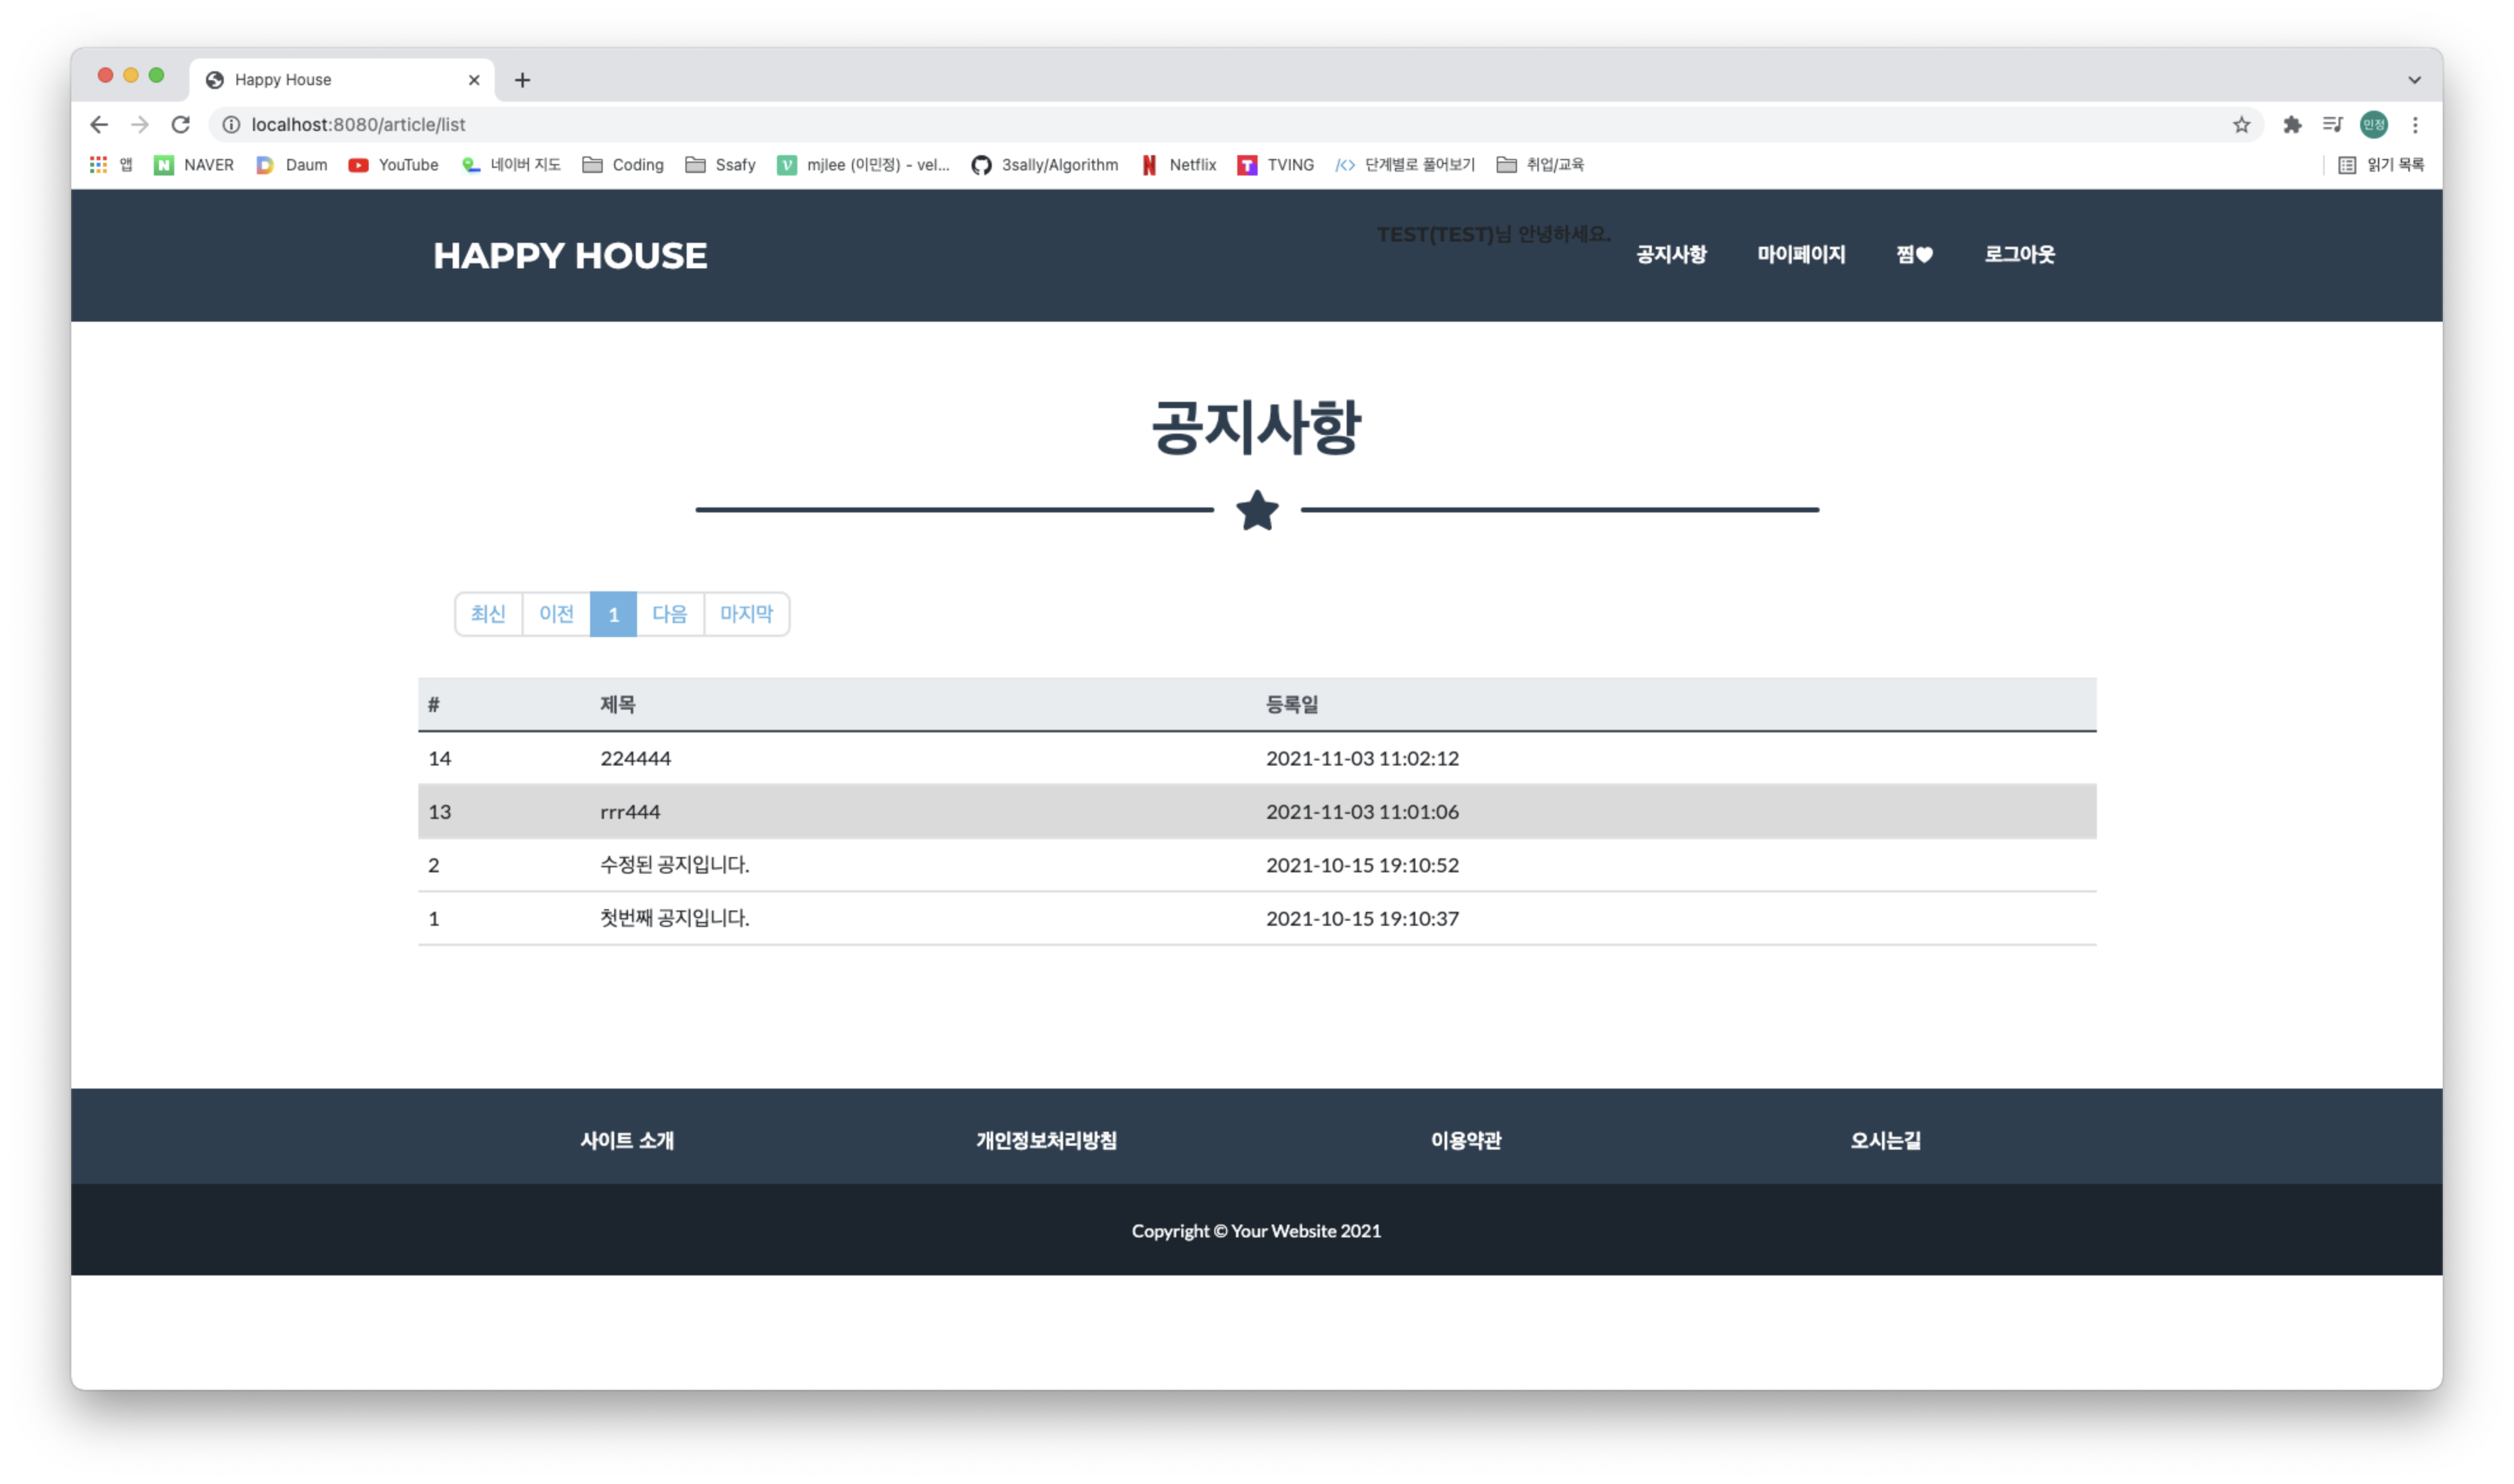 Happy House
localhost:8080/article/list
민정
앱 NAVER Daum YouTube 네이버 지도 Coding Ssafy mjlee (이민정) - vel... 3sally/Algorithm Netflix TVING 단계별로 풀어보기 취업/교육 읽기 목록
TEST(TEST)님 안녕하세요.
HAPPY HOUSE 공지사항 마이페이지 찜♥ 로그아웃
공지사항
최신 이전 1 다음 마지막
# 제목 등록일
14 224444 2021-11-03 11:02:12
13 rrr444 2021-11-03 11:01:06
2 수정된 공지입니다. 2021-10-15 19:10:52
1 첫번째 공지입니다. 2021-10-15 19:10:37
사이트 소개 개인정보처리방침 이용약관 오시는길
Copyright © Your Website 2021